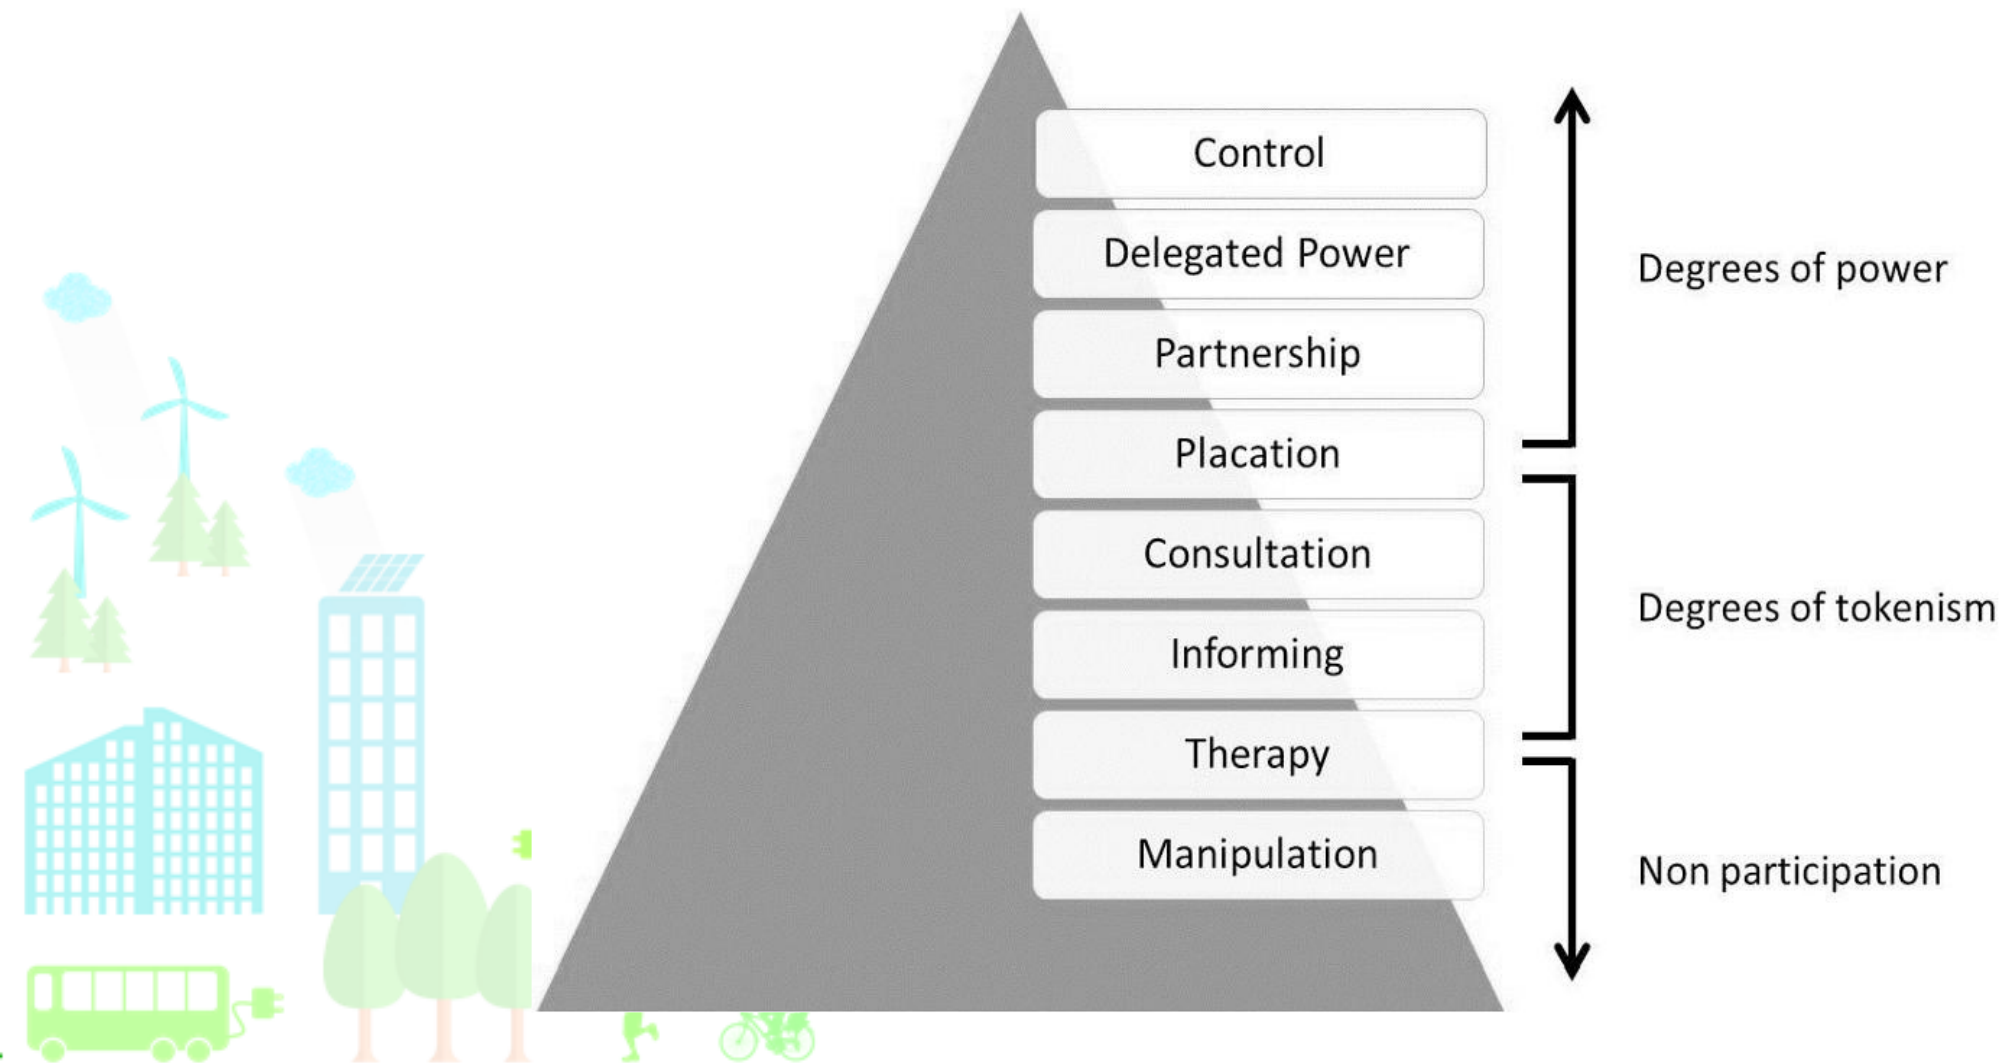 Control
Delegated Power
Partnership
Placation
Consultation
Informing
Therapy
Manipulation
Degrees of power
Degrees of tokenism
Non participation